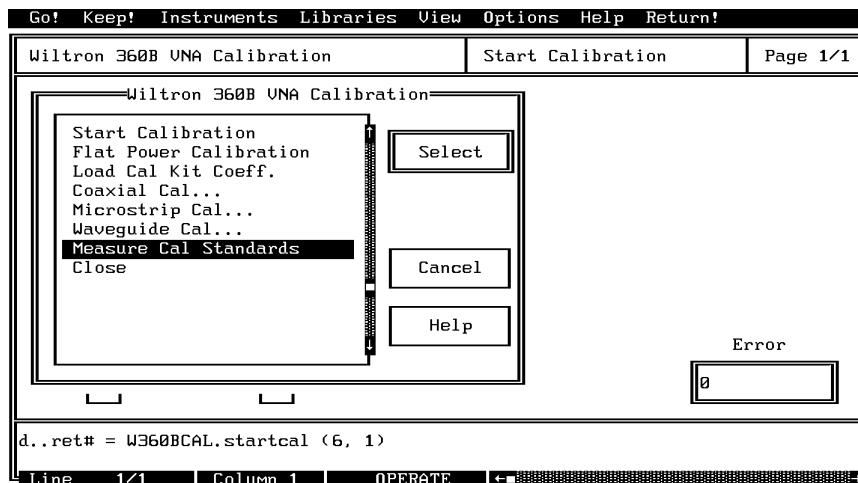 Go! Keep! Instruments Libraries View Options Help Return!
Wiltron 360B VNA Calibration
Start Calibration
Page 1/1
Wiltron 360B VNA Calibration
Start Calibration
Flat Power Calibration
Load Cal Kit Coeff.
Coaxial Cal...
Microstrip Cal...
Waveguide Cal...
Measure Cal Standards
Close
Select
Cancel
Help
Error
0
d..ret# = W360BCAL.startcal (6, 1)
Line 1/1 Column 1 OPERATE